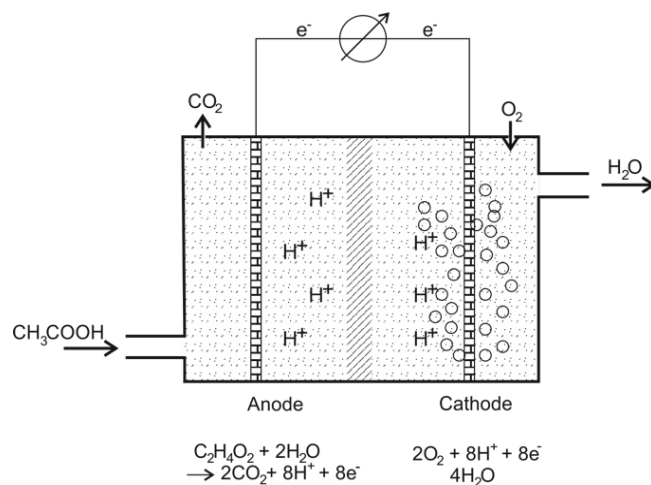 e⁻ e⁻
CO₂
O₂
H₂O
H⁺
H⁺
H⁺
H⁺
H⁺
H⁺
H⁺
CH₃COOH
Anode Cathode
C₂H₄O₂ + 2H₂O
→ 2CO₂ + 8H⁺ + 8e⁻
2O₂ + 8H⁺ + 8e⁻
4H₂O